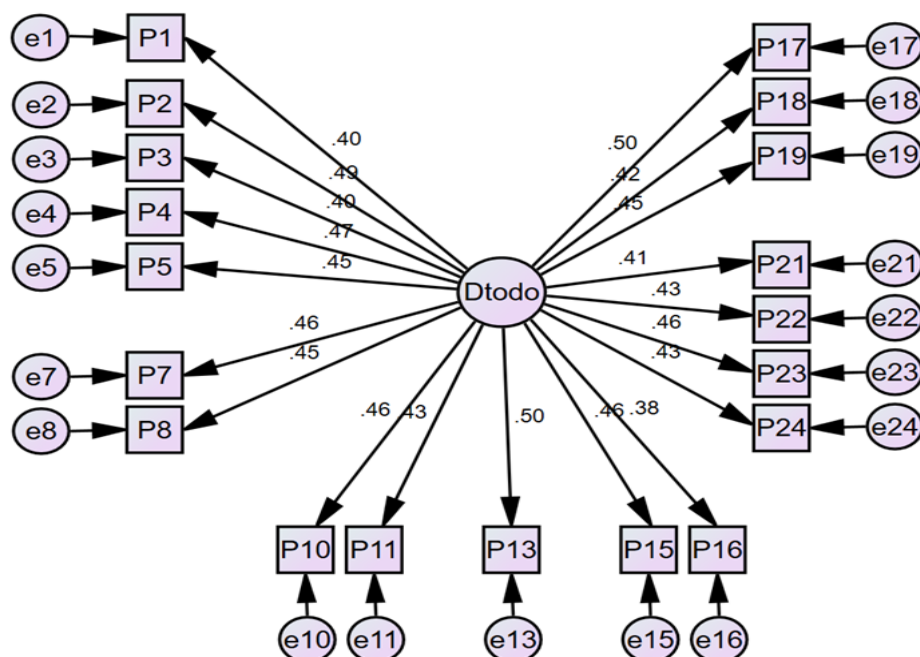 e1 P1 P17 e17
e2 P2 P18 e18
e3 P3 P19 e19
e4 P4
e5 P5
.40 .50
.49 .42
.40 .45
.47
.45
Dtodo
.41 P21 e21
.43 P22 e22
.46 P23 e23
.43 P24 e24
e7 P7 .46
e8 P8 .45
.46 .43 .50 .46 .38
P10 P11 P13 P15 P16
e10 e11 e13 e15 e16